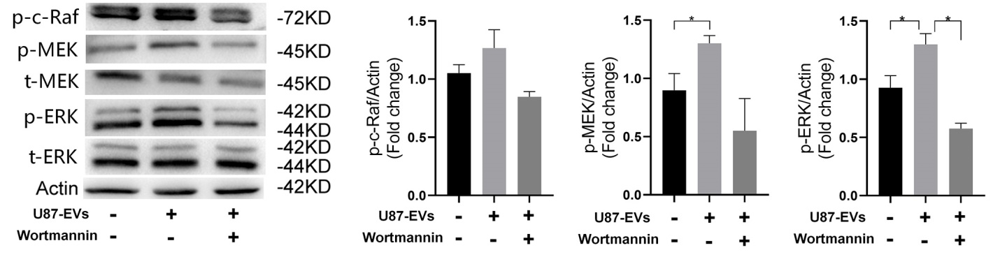 p-c-Raf -72KD
p-MEK -45KD
t-MEK -45KD
p-ERK -42KD
-44KD
t-ERK -42KD
-44KD
Actin -42KD
U87-EVs - + +
Wortmannin - - +
p-c-Raf/Actin
(Fold change)
1.5
1.0
0.5
0.0
U87-EVs - + +
Wortmannin - - +
p-MEK/Actin
(Fold change)
1.5
1.0
0.5
0.0
*
U87-EVs - + +
Wortmannin - - +
p-ERK/Actin
(Fold change)
1.5
1.0
0.5
0.0
* *
U87-EVs - + +
Wortmannin - - +